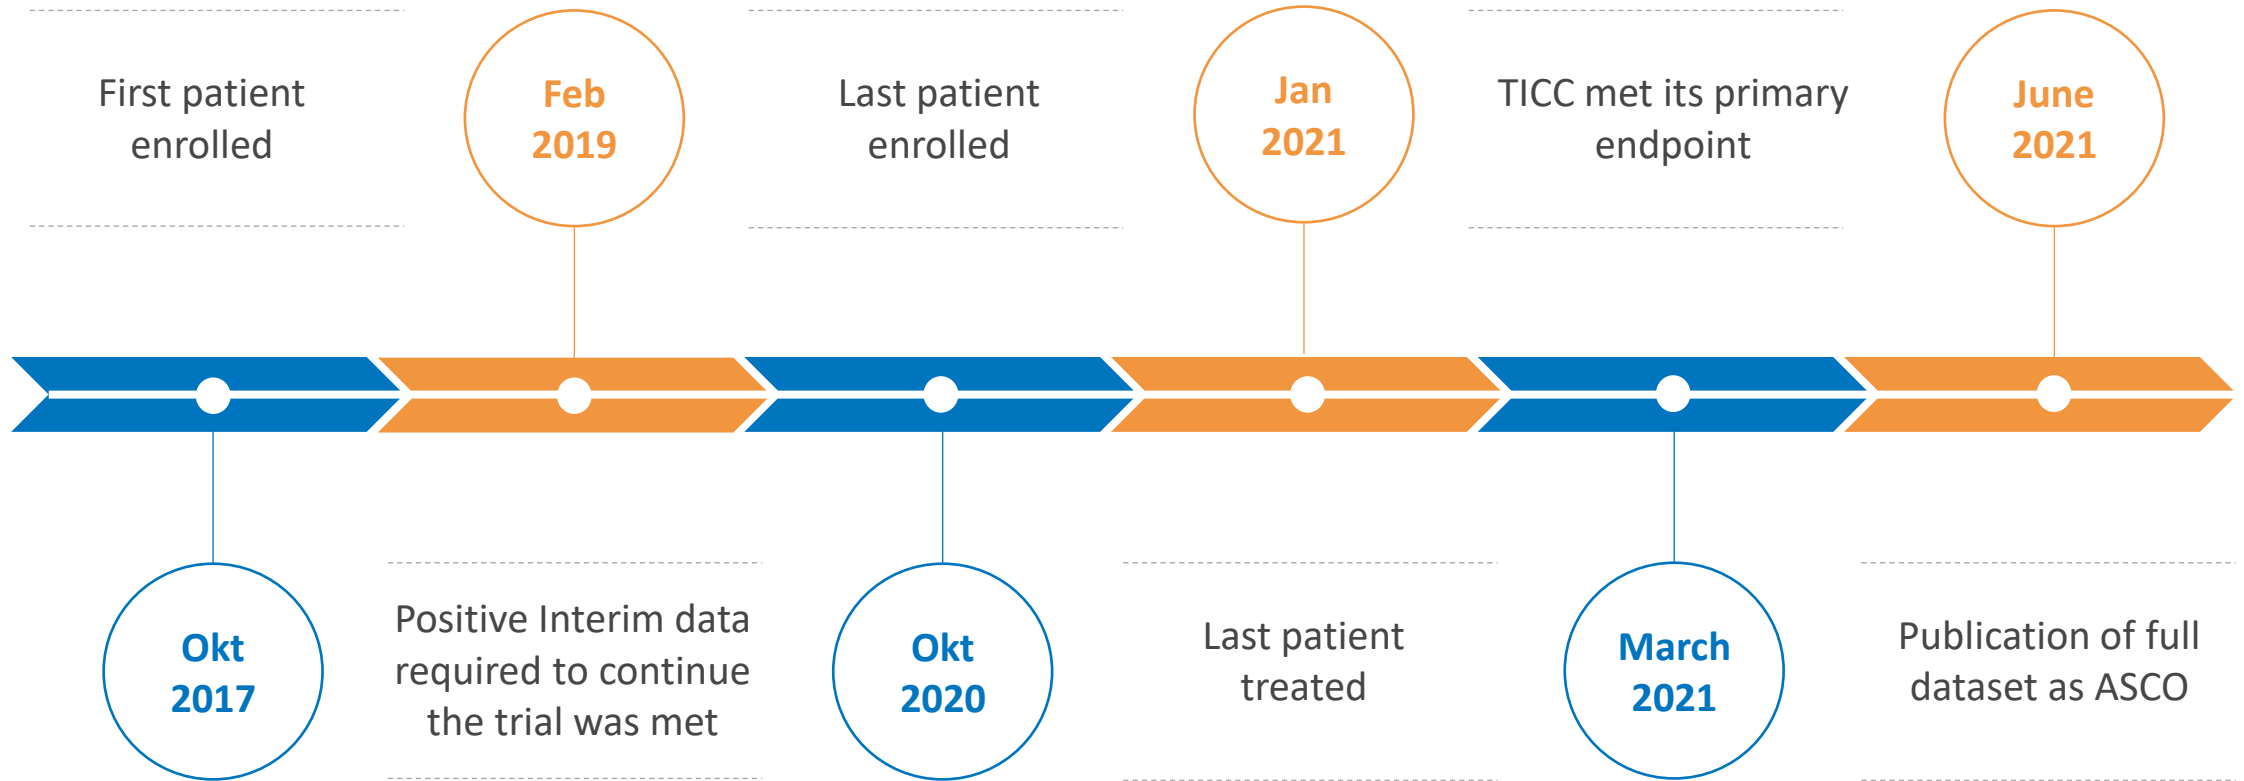 First patient
enrolled
Feb
2019
Last patient
enrolled
Jan
2021
TICC met its primary
endpoint
June
2021
Okt
2017
Positive Interim data
required to continue
the trial was met
Okt
2020
Last patient
treated
March
2021
Publication of full
dataset as ASCO